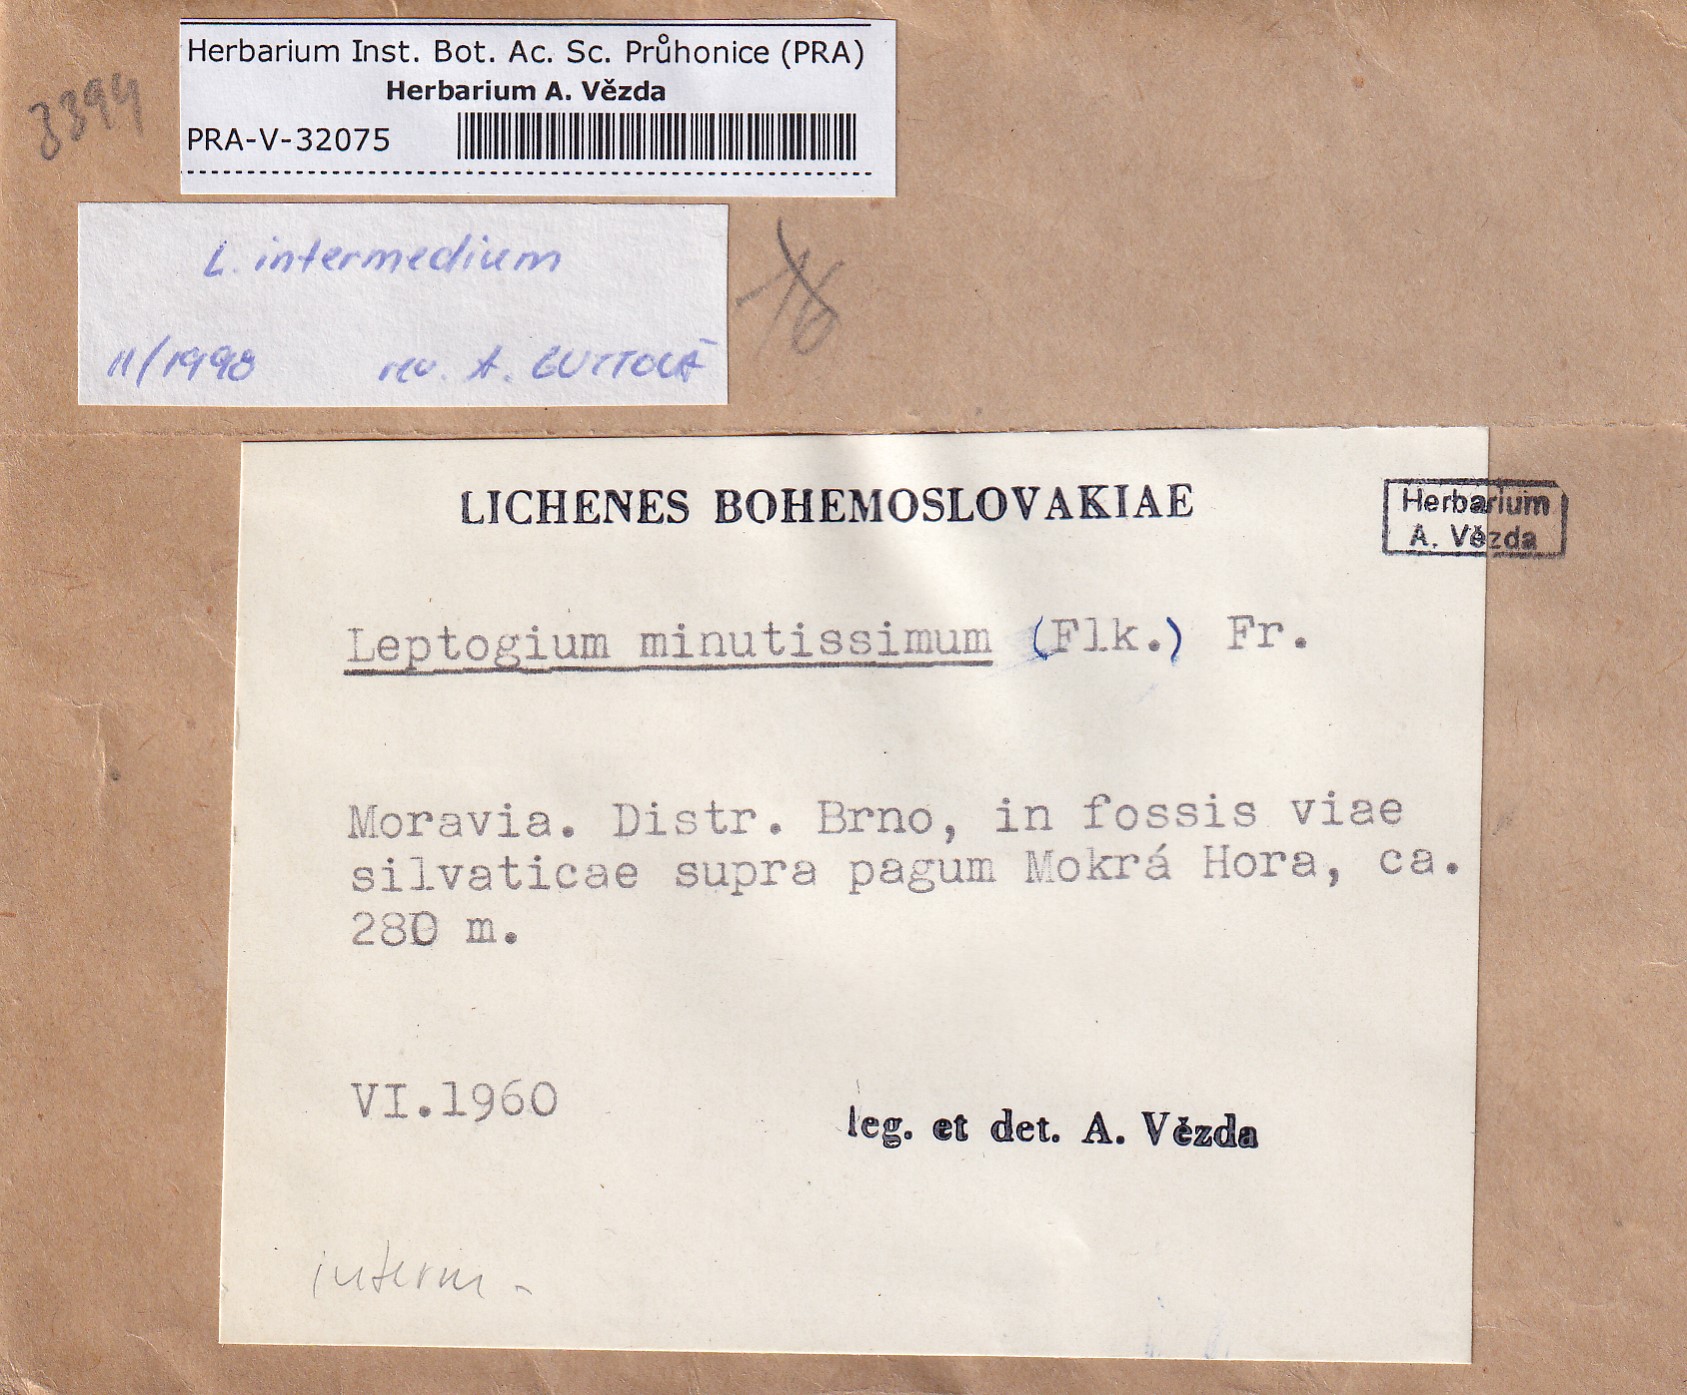 3394
Herbarium Inst. Bot. Ac. Sc. Průhonice (PRA)
Herbarium A. Vězda
PRA-V-32075
L. intermedium
11/1998 rev. A. GUTTOVÁ
LICHENES BOHEMOSLOVAKIAE
Herbarium
A. Vězda
Leptogium minutissimum (Flk.) Fr.
Moravia. Distr. Brno, in fossis viae
silvaticae supra pagum Mokrá Hora, ca.
280 m.
VI.1960
leg. et det. A. Vězda
interm -